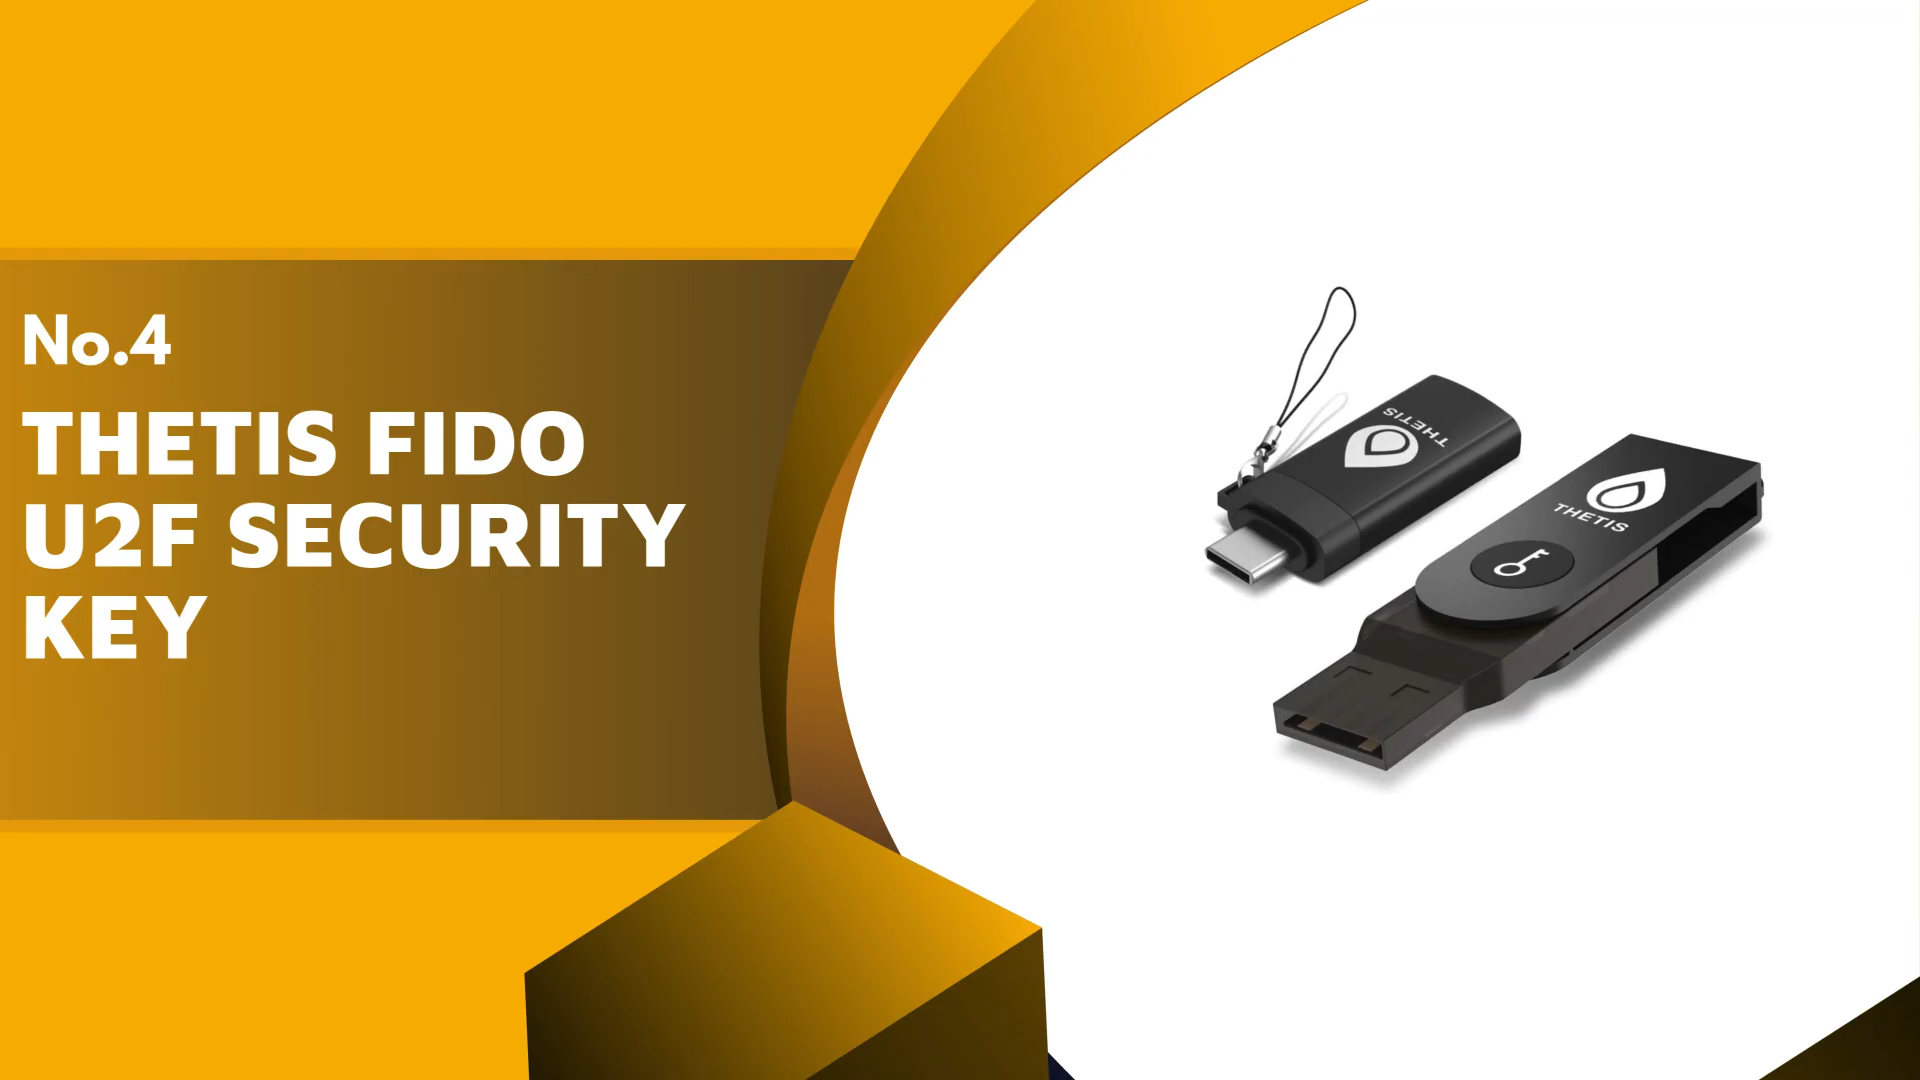 No.4
THETIS FIDO
U2F SECURITY
KEY
THETIS
THETIS